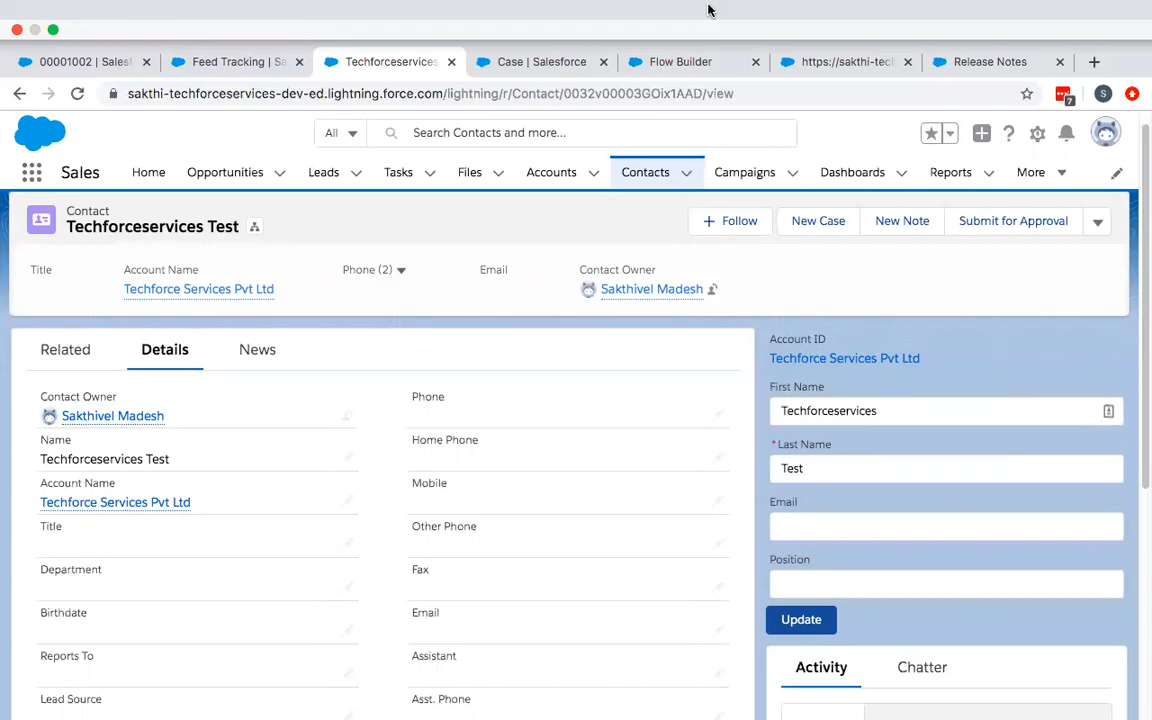 00001002 | Sales
Feed Tracking | Sa
Techforceservices
Case | Salesforce
Flow Builder
https://sakthi-tec
Release Notes
sakthi-techforceservices-dev-ed.lightning.force.com/lightning/r/Contact/0032v00003GOix1AAD/view
7
S
All
Search Contacts and more...
Sales
Home
Opportunities
Leads
Tasks
Files
Accounts
Contacts
Campaigns
Dashboards
Reports
More
Contact
Techforceservices Test
+ Follow
New Case
New Note
Submit for Approval
Title
Account Name
Phone (2)
Email
Contact Owner
Techforce Services Pvt Ltd
Sakthivel Madesh
Related
Details
News
Contact Owner
Sakthivel Madesh
Name
Techforceservices Test
Account Name
Techforce Services Pvt Ltd
Title
Department
Birthdate
Reports To
Lead Source
Phone
Home Phone
Mobile
Other Phone
Fax
Email
Assistant
Asst. Phone
Account ID
Techforce Services Pvt Ltd
First Name
Techforceservices
*Last Name
Test
Email
Position
Update
Activity
Chatter